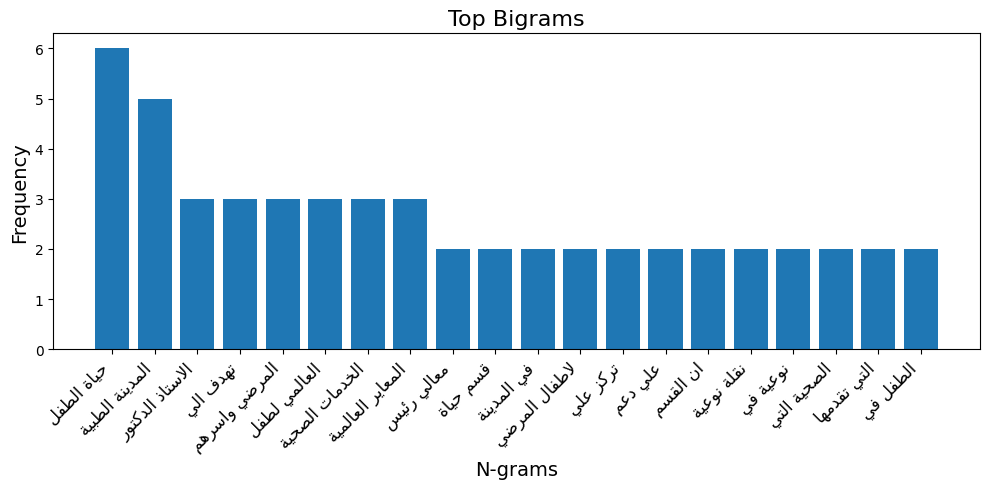 Top Bigrams
Frequency
6
5
4
3
2
1
0
حياة الطفل
المدينة الطبية
الاستاذ الدكتور
تهدف الي
المرضي واسرهم
العالمي لطفل
الخدمات الصحية
المعاير العالمية
معالي رئيس
قسم حياة
في المدينة
لاطفال المرضي
تركز علي
علي دعم
ان القسم
نقلة نوعية
نوعية في
الصحية التي
التي تقدمها
الطفل في
N-grams